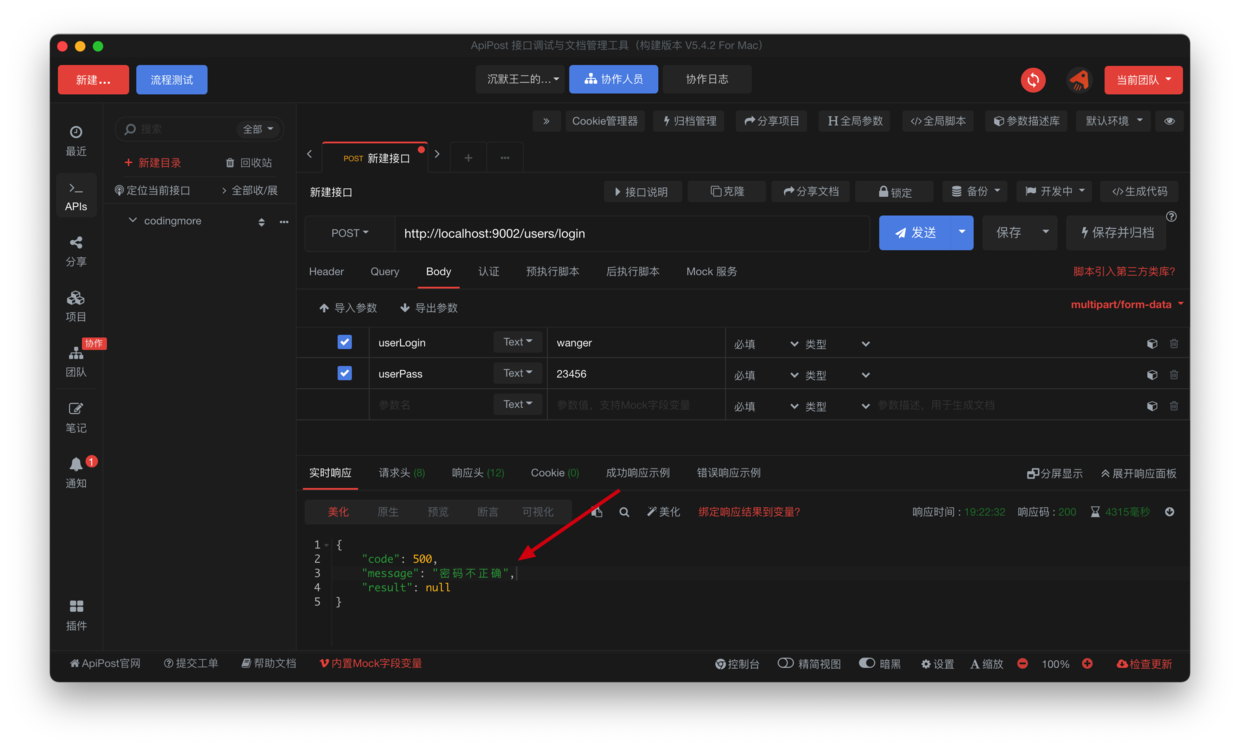 ApiPost 接口调试与文档管理工具（构建版本 V5.4.2 For Mac）
新建... 流程测试 沉默王二的... 协作人员 协作日志 当前团队
» Cookie管理器 归档管理 分享项目 H全局参数 </>全局脚本 参数描述库 默认环境
最近
搜索 全部
+ 新建目录 回收站
POST 新建接口 + ...
定位当前接口 > 全部收/展
新建接口 接口说明 克隆 分享文档 锁定 备份 开发中 </>生成代码
APIs
codingmore ...
POST http://localhost:9002/users/login 发送 保存 保存并归档
分享
Header Query Body 认证 预执行脚本 后执行脚本 Mock 服务 脚本引入第三方类库?
项目
导入参数 导出参数 multipart/form-data
协作
团队
userLogin Text wanger 必填 类型
userPass Text 23456 必填 类型
参数名 Text 参数值，支持Mock字段变量 必填 类型 参数描述，用于生成文档
笔记
1
通知
实时响应 请求头 (8) 响应头 (12) Cookie (0) 成功响应示例 错误响应示例 分屏显示 展开响应面板
美化 原生 预览 断言 可视化 美化 绑定响应结果到变量? 响应时间：19:22:32 响应码：200 4315毫秒
1 {
2 "code": 500,
3 "message": "密码不正确",
4 "result": null
5 }
插件
ApiPost官网 提交工单 帮助文档 内置Mock字段变量 控制台 精简视图 暗黑 设置 A 缩放 100% 检查更新